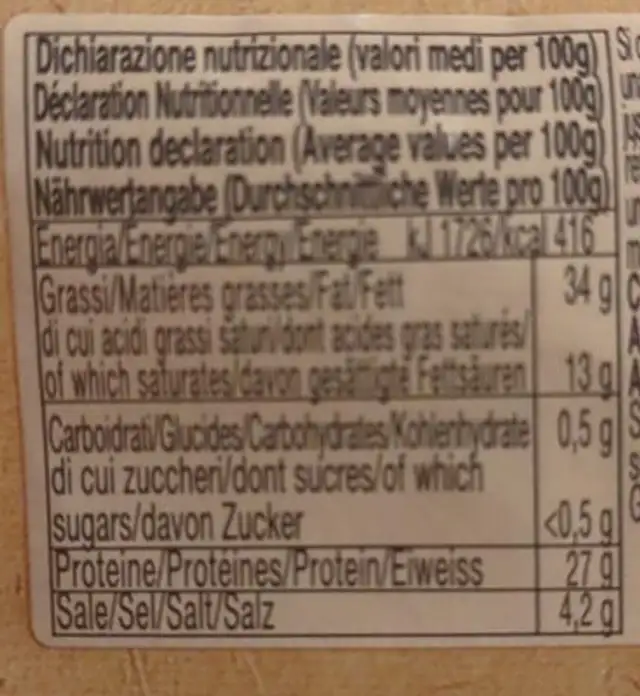 Dichiarazione nutrizionale (valori medi per 100g)
Déclaration Nutritionnelle (Valeurs moyennes pour 100g)
Nutrition declaration (Average values per 100g)
Nährwertangabe (Durchschnittliche Werte pro 100g)
Energia/Energie/Energy/Energie kJ 1726/kcal 416
Grassi/Matières grasses/Fat/Fett 34 g
di cui acidi grassi saturi/dont acides gras saturés/
of which saturates/davon gesättigte Fettsäuren 13 g
Carboidrati/Glucides/Carbohydrates/Kohlenhydrate 0,5 g
di cui zuccheri/dont sucres/of which
sugars/davon Zucker <0,5 g
Proteine/Protéines/Protein/Eiweiss 27 g
Sale/Sel/Salt/Salz 4,2 g